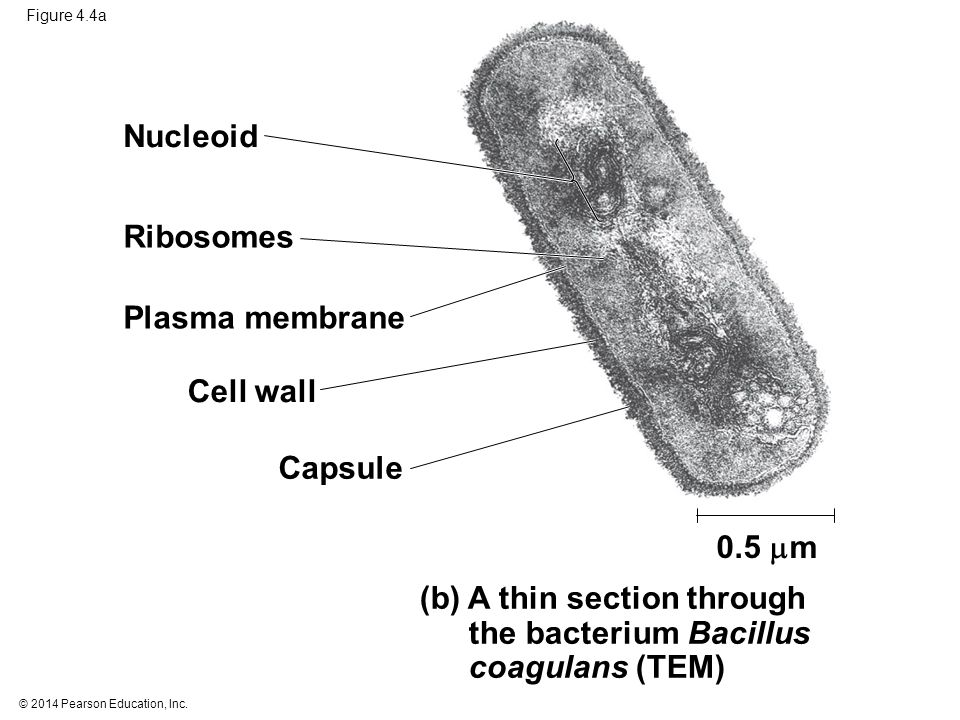 Figure 4.4a
Nucleoid
Ribosomes
Plasma membrane
Cell wall
Capsule
0.5 μm
(b) A thin section through
the bacterium Bacillus
coagulans (TEM)
© 2014 Pearson Education, Inc.